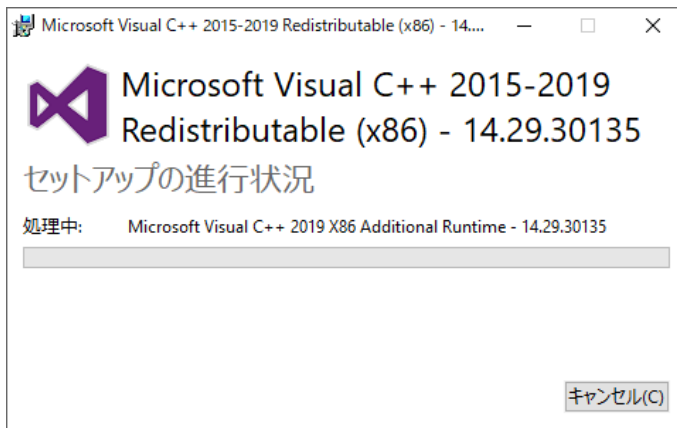 Microsoft Visual C++ 2015-2019 Redistributable (x86) - 14....
Microsoft Visual C++ 2015-2019
Redistributable (x86) - 14.29.30135
セットアップの進行状況
処理中: Microsoft Visual C++ 2019 X86 Additional Runtime - 14.29.30135
キャンセル(C)